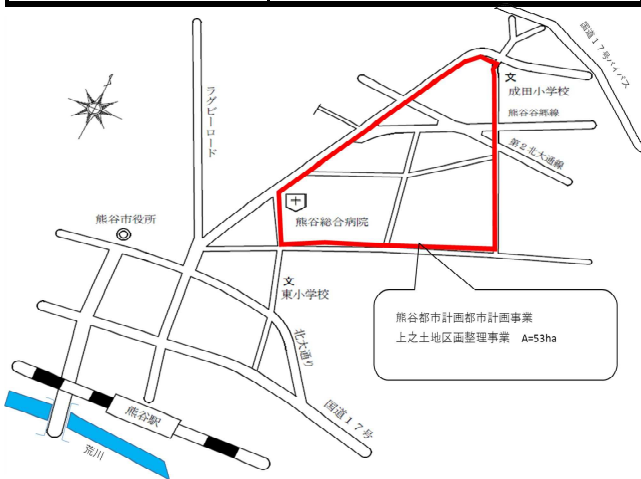 国道17号バイパス
文
成田小学校
熊谷谷郷線
第2北大通線
ラグビーロード
熊谷総合病院
熊谷市役所
文
東小学校
熊谷都市計画都市計画事業
上之土地区画整理事業 A=53ha
北大通り
国道17号
熊谷駅
荒川